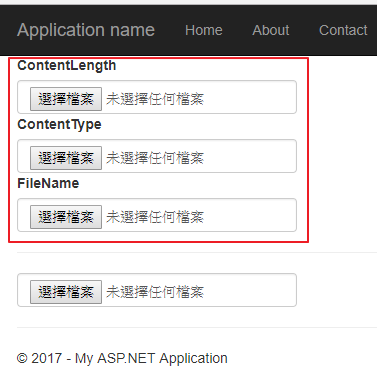 Application name Home About Contact
ContentLength
選擇檔案 未選擇任何檔案
ContentType
選擇檔案 未選擇任何檔案
FileName
選擇檔案 未選擇任何檔案
選擇檔案 未選擇任何檔案
© 2017 - My ASP.NET Application